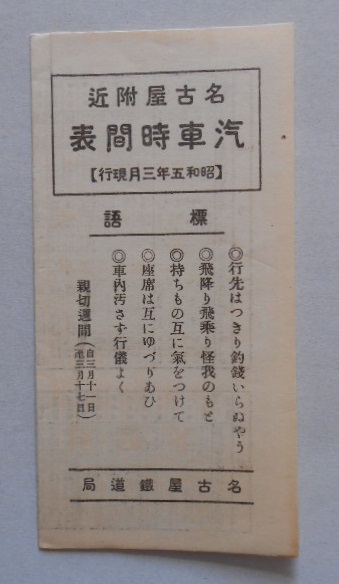 名古屋附近
汽車時間表
【昭和五年三月現行】
標語
◎行先はつきり釣錢いらぬやう
◎飛降り飛乘り怪我のもと
◎持ちもの互に氣をつけて
◎座席は互にゆづりあひ
◎車內汚さず行儀よく
親切週間(自三月十一日至三月十七日)
名古屋鐵道局